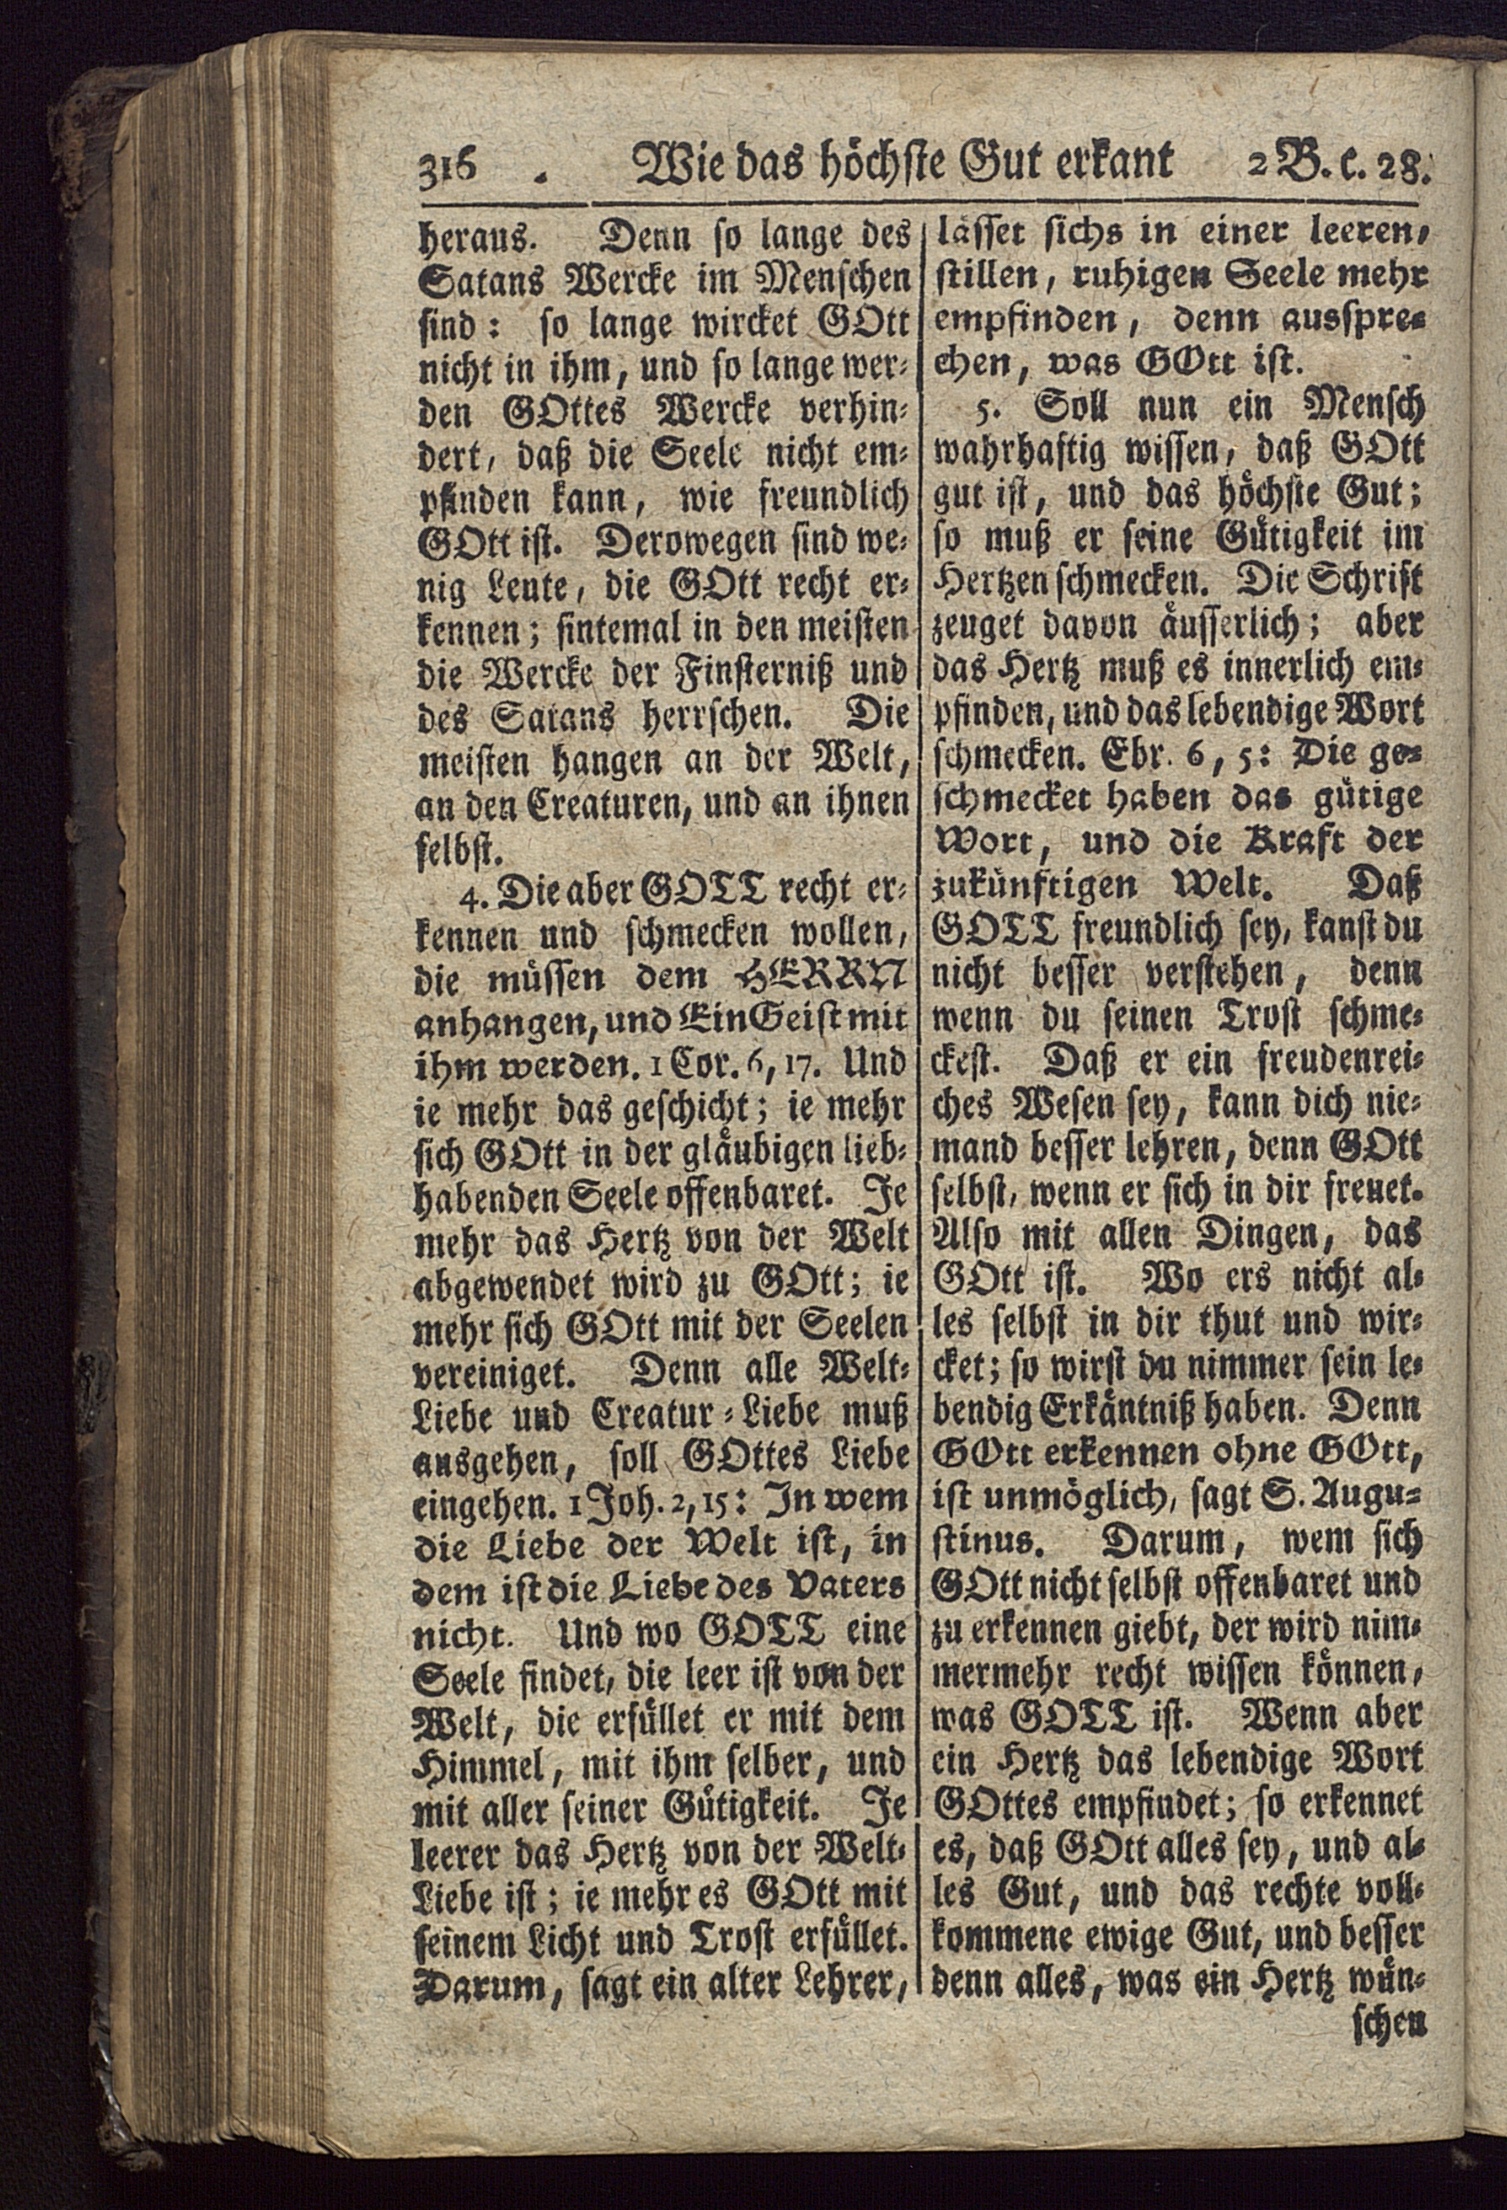 316 . Wie das höchste Gut erkant 2 B. c. 28.
heraus. Denn so lange des
Satans Wercke im Menschen
sind: so lange wircket GOtt
nicht in ihm, und so lange wer-
den GOttes Wercke verhin-
dert, daß die Seele nicht em-
pfinden kann, wie freundlich
GOtt ist. Derowegen sind we-
nig Leute, die GOtt recht er-
kennen; sintemal in den meisten
die Wercke der Finsterniß und
des Satans herrschen. Die
meisten hangen an der Welt,
an den Creaturen, und an ihnen
selbst.
4. Die aber GOTT recht er-
kennen und schmecken wollen,
die müssen dem HERRN
anhangen, und Ein Geist mit
ihm werden. 1 Cor. 6, 17. Und
ie mehr das geschicht; ie mehr
sich GOtt in der gläubigen lieb-
habenden Seele offenbaret. Je
mehr das Hertz von der Welt
abgewendet wird zu GOtt; ie
mehr sich GOtt mit der Seelen
vereiniget. Denn alle Welt-
Liebe und Creatur-Liebe muß
ausgehen, soll GOttes Liebe
eingehen. 1 Joh. 2, 15: In wem
die Liebe der Welt ist, in
dem ist die Liebe des Vaters
nicht. Und wo GOTT eine
Seele findet, die leer ist von der
Welt, die erfüllet er mit dem
Himmel, mit ihm selber, und
mit aller seiner Gütigkeit. Je
leerer das Hertz von der Welt-
Liebe ist; ie mehr es GOtt mit
seinem Licht und Trost erfüllet.
Darum, sagt ein alter Lehrer,
lässet sichs in einer leeren,
stillen, ruhigen Seele mehr
empfinden, denn ausspre-
chen, was GOtt ist.
5. Soll nun ein Mensch
wahrhaftig wissen, daß GOtt
gut ist, und das höchste Gut;
so muß er seine Gütigkeit im
Hertzen schmecken. Die Schrift
zeuget davon äusserlich; aber
das Hertz muß es innerlich em-
pfinden, und das lebendige Wort
schmecken. Ebr. 6, 5: Die ge-
schmecket haben das gütige
Wort, und die Kraft der
zukünftigen Welt. Daß
GOTT freundlich sey, kanst du
nicht besser verstehen, denn
wenn du seinen Trost schme-
ckest. Daß er ein freudenrei-
ches Wesen sey, kann dich nie-
mand besser lehren, denn GOtt
selbst, wenn er sich in dir freuet.
Also mit allen Dingen, das
GOtt ist. Wo ers nicht al-
les selbst in dir thut und wir-
cket; so wirst du nimmer sein le-
bendig Erkäntniß haben. Denn
GOtt erkennen ohne GOtt,
ist unmöglich, sagt S. Augu-
stinus. Darum, wem sich
GOtt nicht selbst offenbaret und
zu erkennen giebt, der wird nim-
mermehr recht wissen können,
was GOTT ist. Wenn aber
ein Hertz das lebendige Wort
GOttes empfindet; so erkennet
es, daß GOtt alles sey, und al-
les Gut, und das rechte voll-
kommene ewige Gut, und besser
denn alles, was ein Hertz wün-
schen